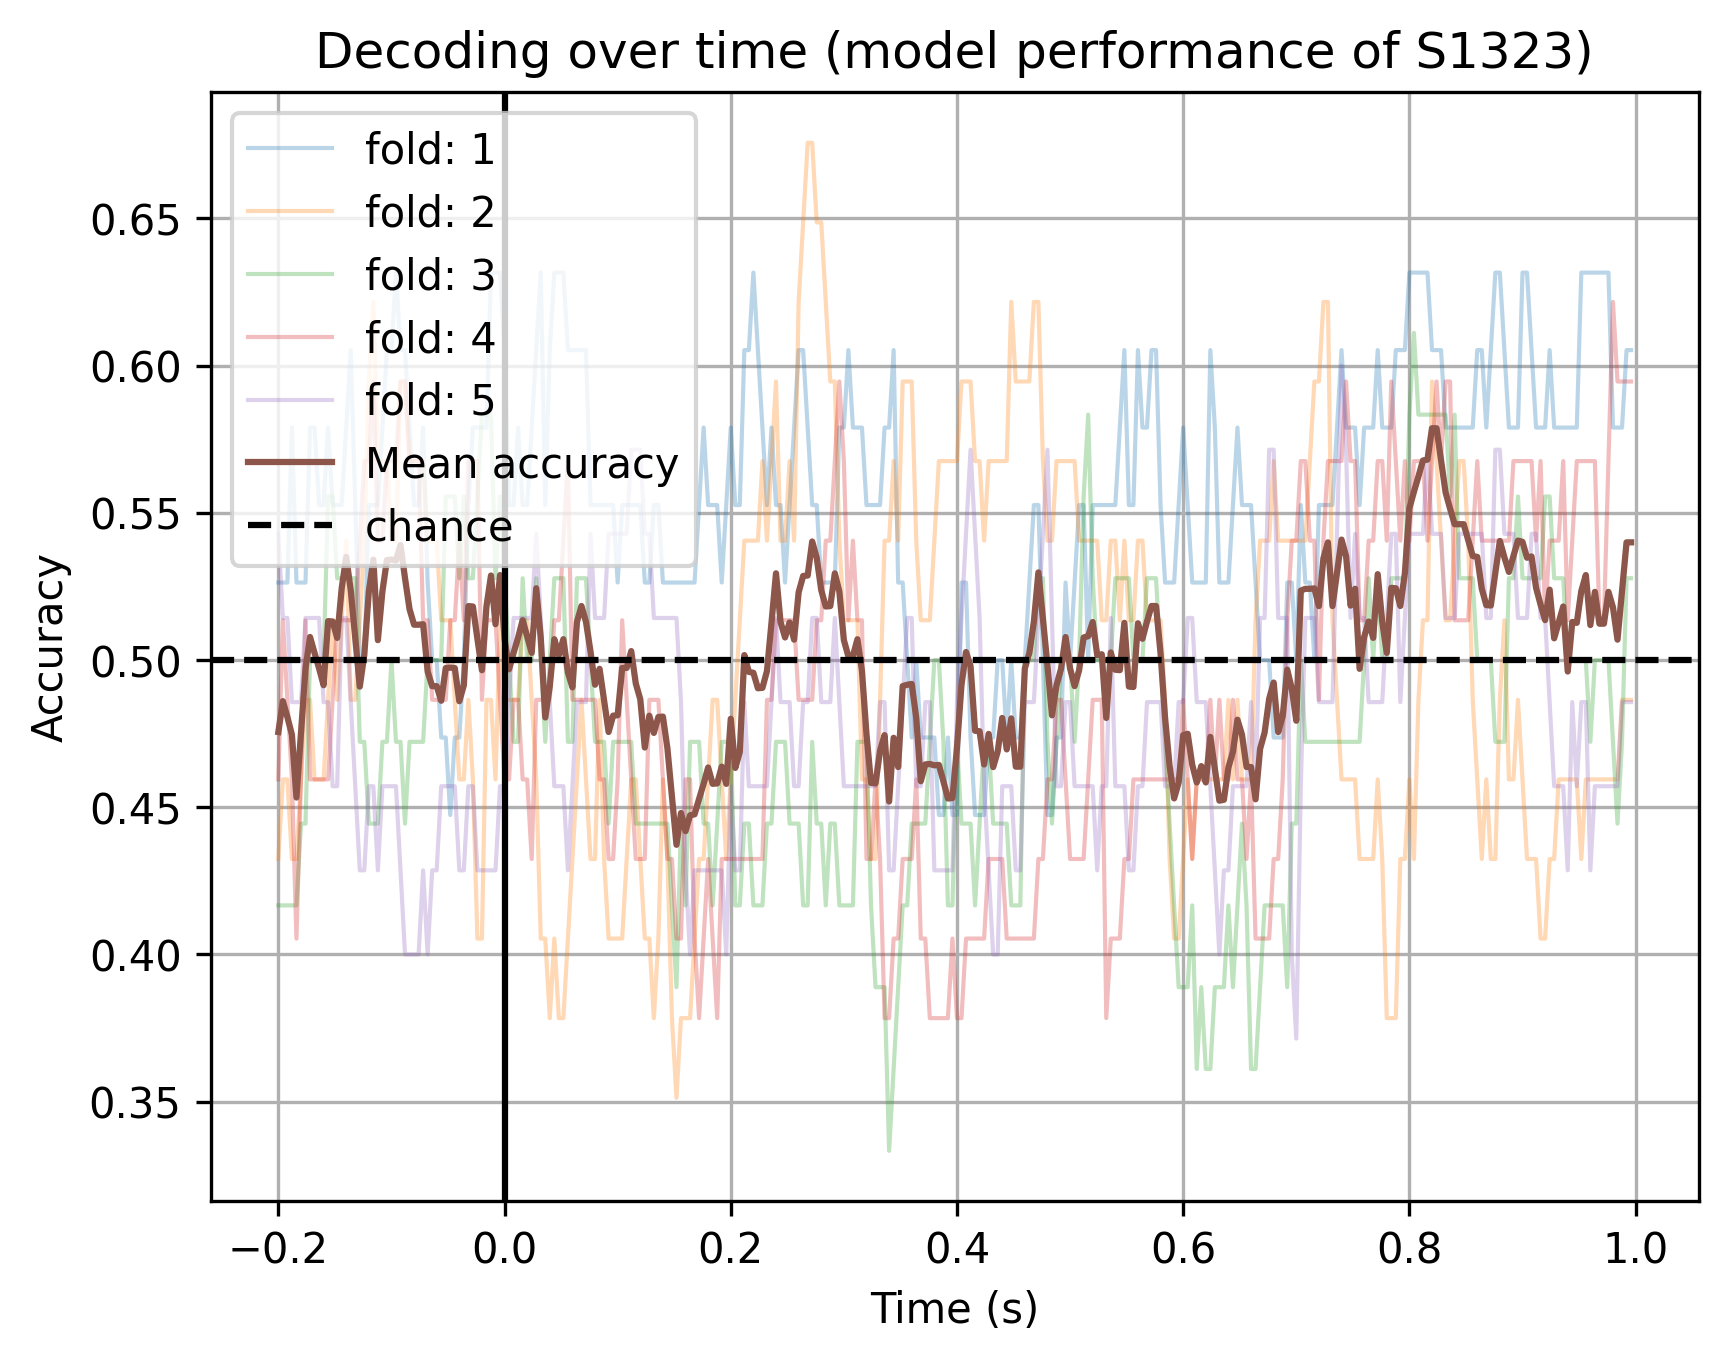 Decoding over time (model performance of S1323)
fold: 1
fold: 2
fold: 3
fold: 4
fold: 5
Mean accuracy
chance
Accuracy
0.65
0.60
0.55
0.50
0.45
0.40
0.35
−0.2 0.0 0.2 0.4 0.6 0.8 1.0
Time (s)